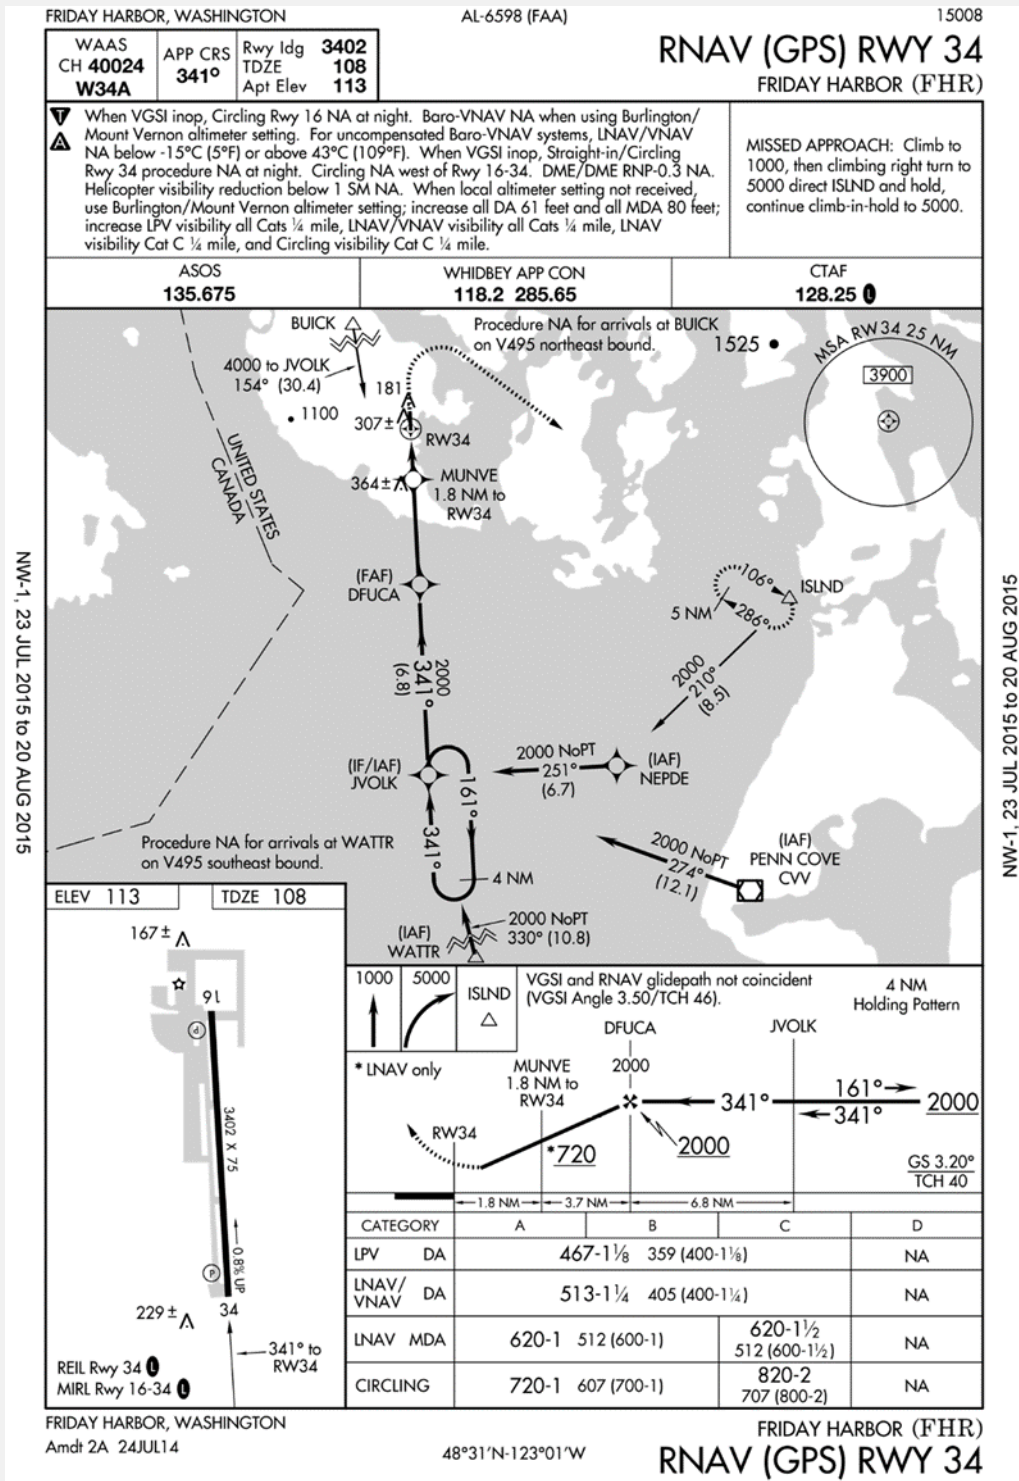 FRIDAY HARBOR, WASHINGTON
AL-6598 (FAA)
15008
WAAS
CH 40024
W34A
APP CRS
341°
Rwy ldg 3402
TDZE 108
Apt Elev 113
RNAV (GPS) RWY 34
FRIDAY HARBOR (FHR)
T
A
When VGSI inop, Circling Rwy 16 NA at night. Baro-VNAV NA when using Burlington/
Mount Vernon altimeter setting. For uncompensated Baro-VNAV systems, LNAV/VNAV
NA below -15°C (5°F) or above 43°C (109°F). When VGSI inop, Straight-in/Circling
Rwy 34 procedure NA at night. Circling NA west of Rwy 16-34. DME/DME RNP-0.3 NA.
Helicopter visibility reduction below 1 SM NA. When local altimeter setting not received,
use Burlington/Mount Vernon altimeter setting; increase all DA 61 feet and all MDA 80 feet;
increase LPV visibility all Cats ¼ mile, LNAV/VNAV visibility all Cats ¼ mile, LNAV
visibility Cat C ¼ mile, and Circling visibility Cat C ¼ mile.
MISSED APPROACH: Climb to
1000, then climbing right turn to
5000 direct ISLND and hold,
continue climb-in-hold to 5000.
ASOS
135.675
WHIDBEY APP CON
118.2 285.65
CTAF
128.25 L
BUICK
Procedure NA for arrivals at BUICK
on V495 northeast bound.
1525
MSA RW34 25 NM
3900
4000 to JVOLK
154° (30.4)
181
1100
307±
RW34
UNITED STATES
CANADA
364±
MUNVE
1.8 NM to
RW34
(FAF)
DFUCA
106°
ISLND
5 NM
286°
2000
210°
(8.5)
2000
341°
(6.8)
(IF/IAF)
JVOLK
161°
341°
4 NM
2000 NoPT
251°
(6.7)
(IAF)
NEPDE
2000 NoPT
274°
(12.1)
(IAF)
PENN COVE
CVV
Procedure NA for arrivals at WATTR
on V495 southeast bound.
(IAF)
WATTR
2000 NoPT
330° (10.8)
NW-1, 23 JUL 2015 to 20 AUG 2015
NW-1, 23 JUL 2015 to 20 AUG 2015
ELEV 113
TDZE 108
167±
16
P
3402 X 75
0.8% UP
P
229±
34
341° to
RW34
REIL Rwy 34 L
MIRL Rwy 16-34 L
1000
5000
ISLND
VGSI and RNAV glidepath not coincident
(VGSI Angle 3.50/TCH 46).
4 NM
Holding Pattern
DFUCA
JVOLK
* LNAV only
MUNVE
1.8 NM to
RW34
2000
RW34
*720
2000
341°
161°
341°
2000
GS 3.20°
TCH 40
1.8 NM
3.7 NM
6.8 NM
CATEGORY A B C D
LPV DA 467-1⅛ 359 (400-1⅛) NA
LNAV/
VNAV DA 513-1¼ 405 (400-1¼) NA
LNAV MDA 620-1 512 (600-1) 620-1½
512 (600-1½) NA
CIRCLING 720-1 607 (700-1) 820-2
707 (800-2) NA
FRIDAY HARBOR, WASHINGTON
Amdt 2A 24JUL14
48°31'N-123°01'W
FRIDAY HARBOR (FHR)
RNAV (GPS) RWY 34